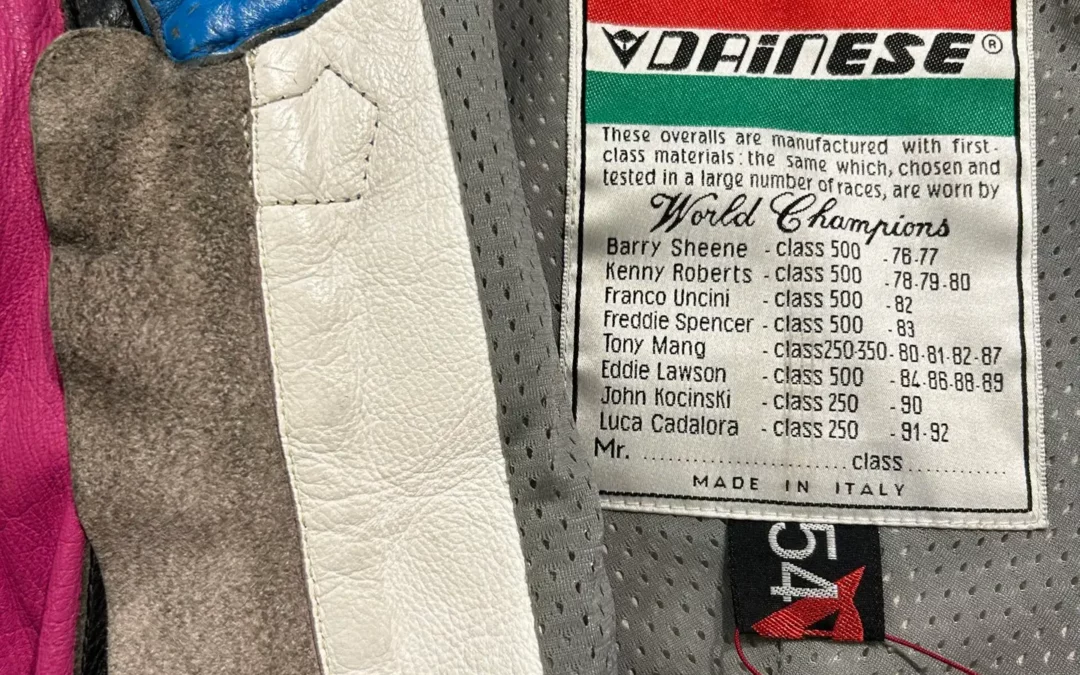 DAINESE®
These overalls are manufactured with first-
class materials: the same which, chosen and
tested in a large number of races, are worn by
World Champions
Barry Sheene - class 500 - 76-77
Kenny Roberts - class 500 - 78-79-80
Franco Uncini - class 500 - 82
Freddie Spencer - class 500 - 83
Tony Mang - class250-350- 80-81-82-87
Eddie Lawson - class 500 - 84-86-88-89
John Kocinski - class 250 - 90
Luca Cadalora - class 250 - 91-92
Mr. ........................... class .............
MADE IN ITALY
54